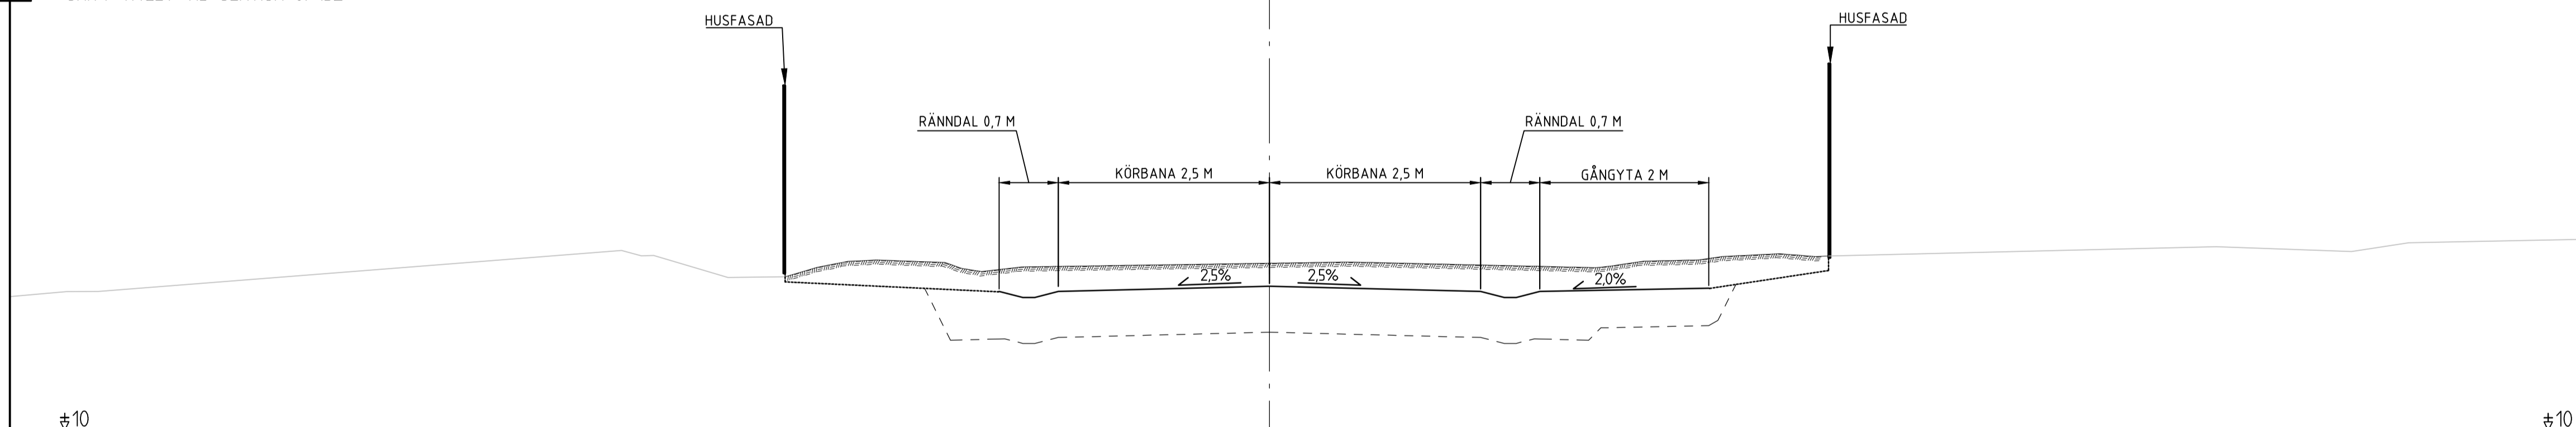 HUSFASAD
HUSFASAD
RÄNNDAL 0,7 M
RÄNNDAL 0,7 M
KÖRBANA 2,5 M
KÖRBANA 2,5 M
GÅNGYTA 2 M
2,5%
2,5%
2,0%
+10
+10